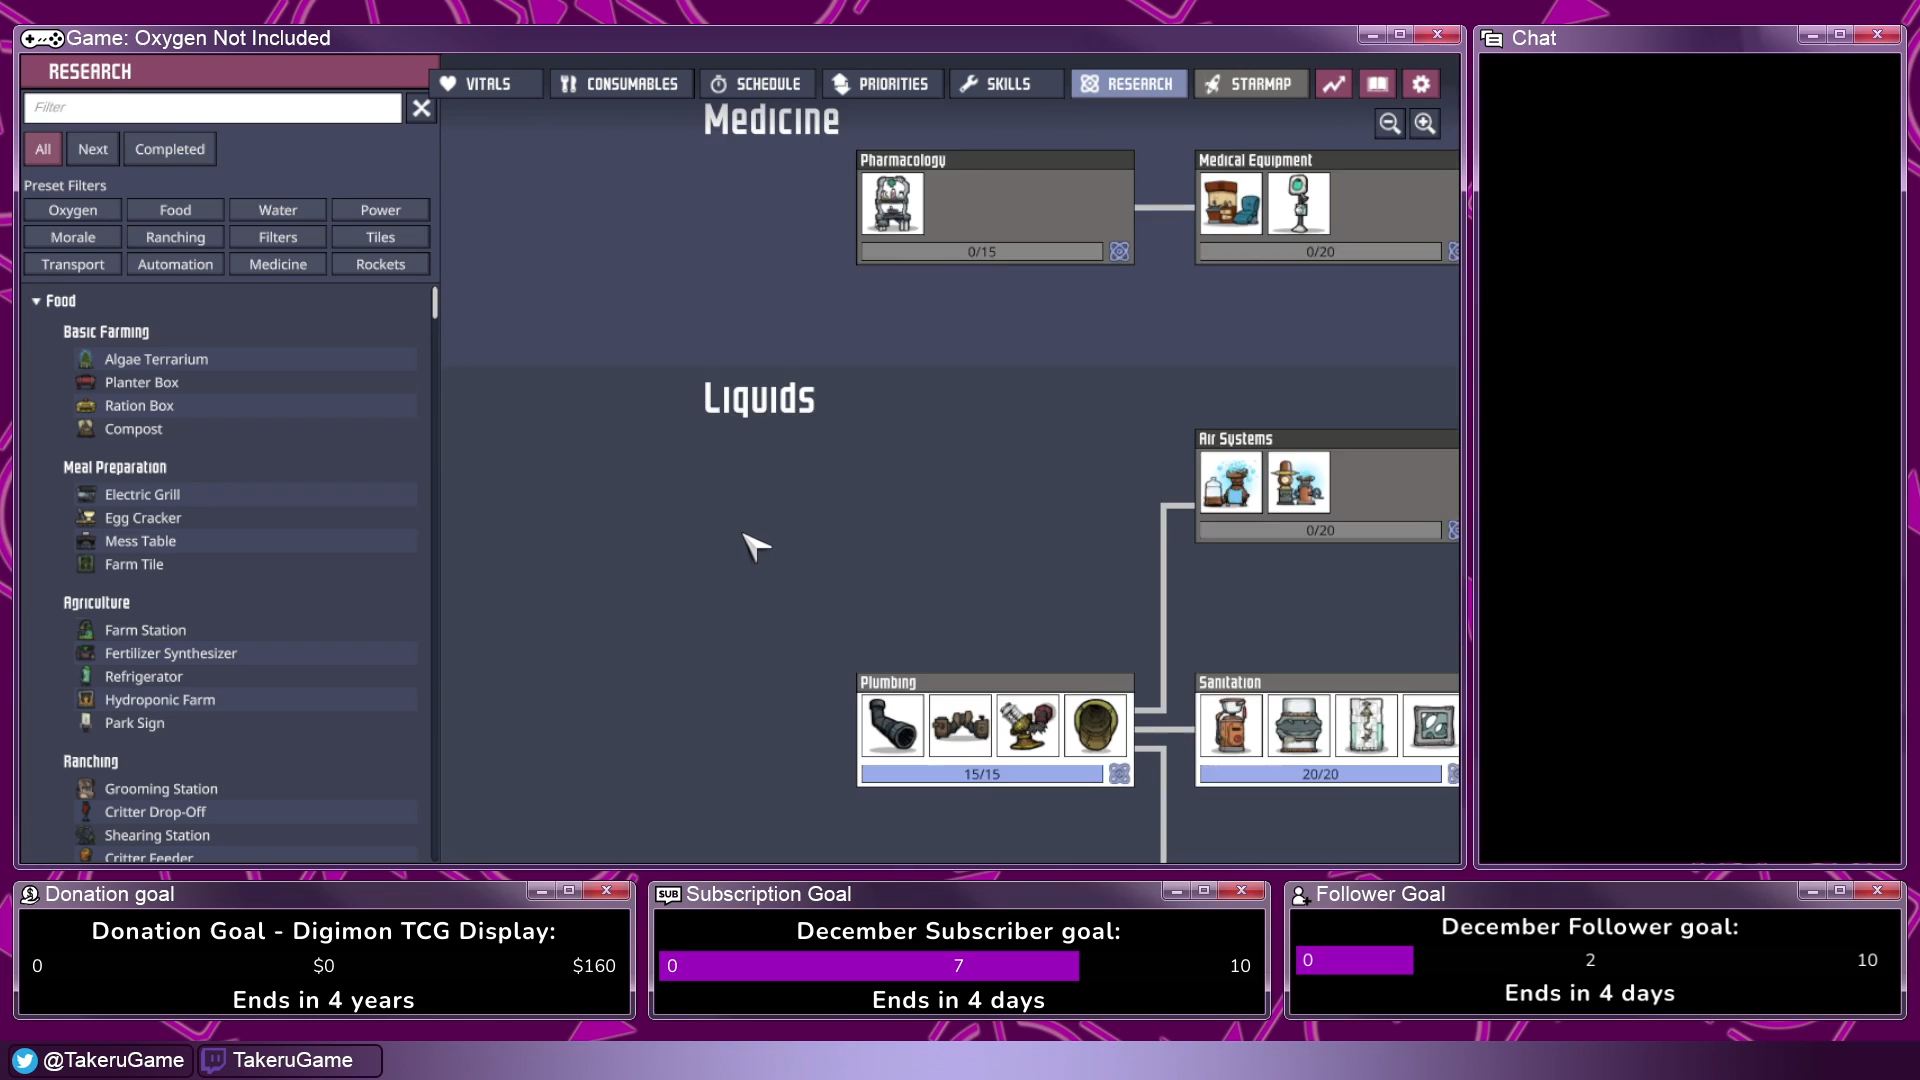 Game: Oxygen Not Included
Chat
RESEARCH
VITALS
CONSUMABLES
SCHEDULE
PRIORITIES
SKILLS
RESEARCH
STARMAP
Filter
All
Next
Completed
Preset Filters
Oxygen
Food
Water
Power
Morale
Ranching
Filters
Tiles
Transport
Automation
Medicine
Rockets
Food
Basic Farming
Algae Terrarium
Planter Box
Ration Box
Compost
Meal Preparation
Electric Grill
Egg Cracker
Mess Table
Farm Tile
Agriculture
Farm Station
Fertilizer Synthesizer
Refrigerator
Hydroponic Farm
Park Sign
Ranching
Grooming Station
Critter Drop-Off
Shearing Station
Critter Feeder
Medicine
Pharmacology
0/15
Medical Equipment
0/20
Liquids
Air Systems
0/20
Plumbing
15/15
Sanitation
20/20
Donation goal
Donation Goal - Digimon TCG Display:
0 $0 $160
Ends in 4 years
SUB Subscription Goal
December Subscriber goal:
0 7 10
Ends in 4 days
Follower Goal
December Follower goal:
0 2 10
Ends in 4 days
@TakeruGame
TakeruGame